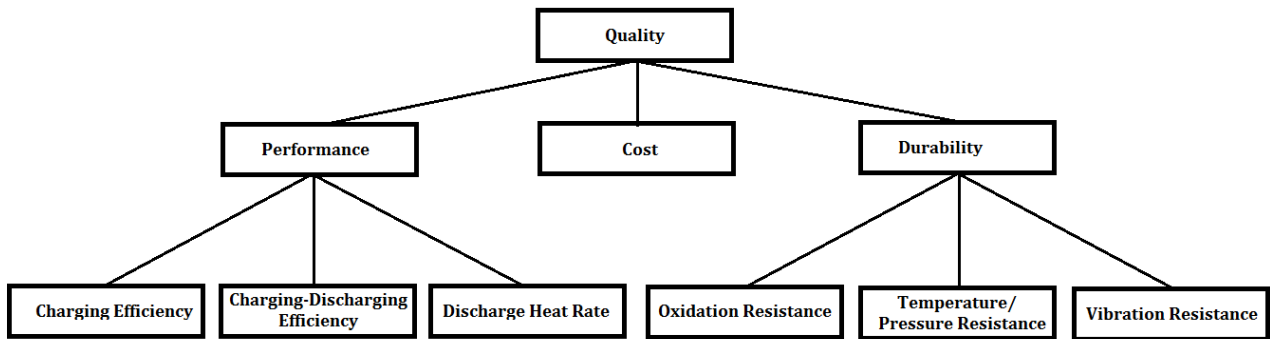 Quality
Performance
Cost
Durability
Charging Efficiency
Charging-Discharging
Efficiency
Discharge Heat Rate
Oxidation Resistance
Temperature/
Pressure Resistance
Vibration Resistance